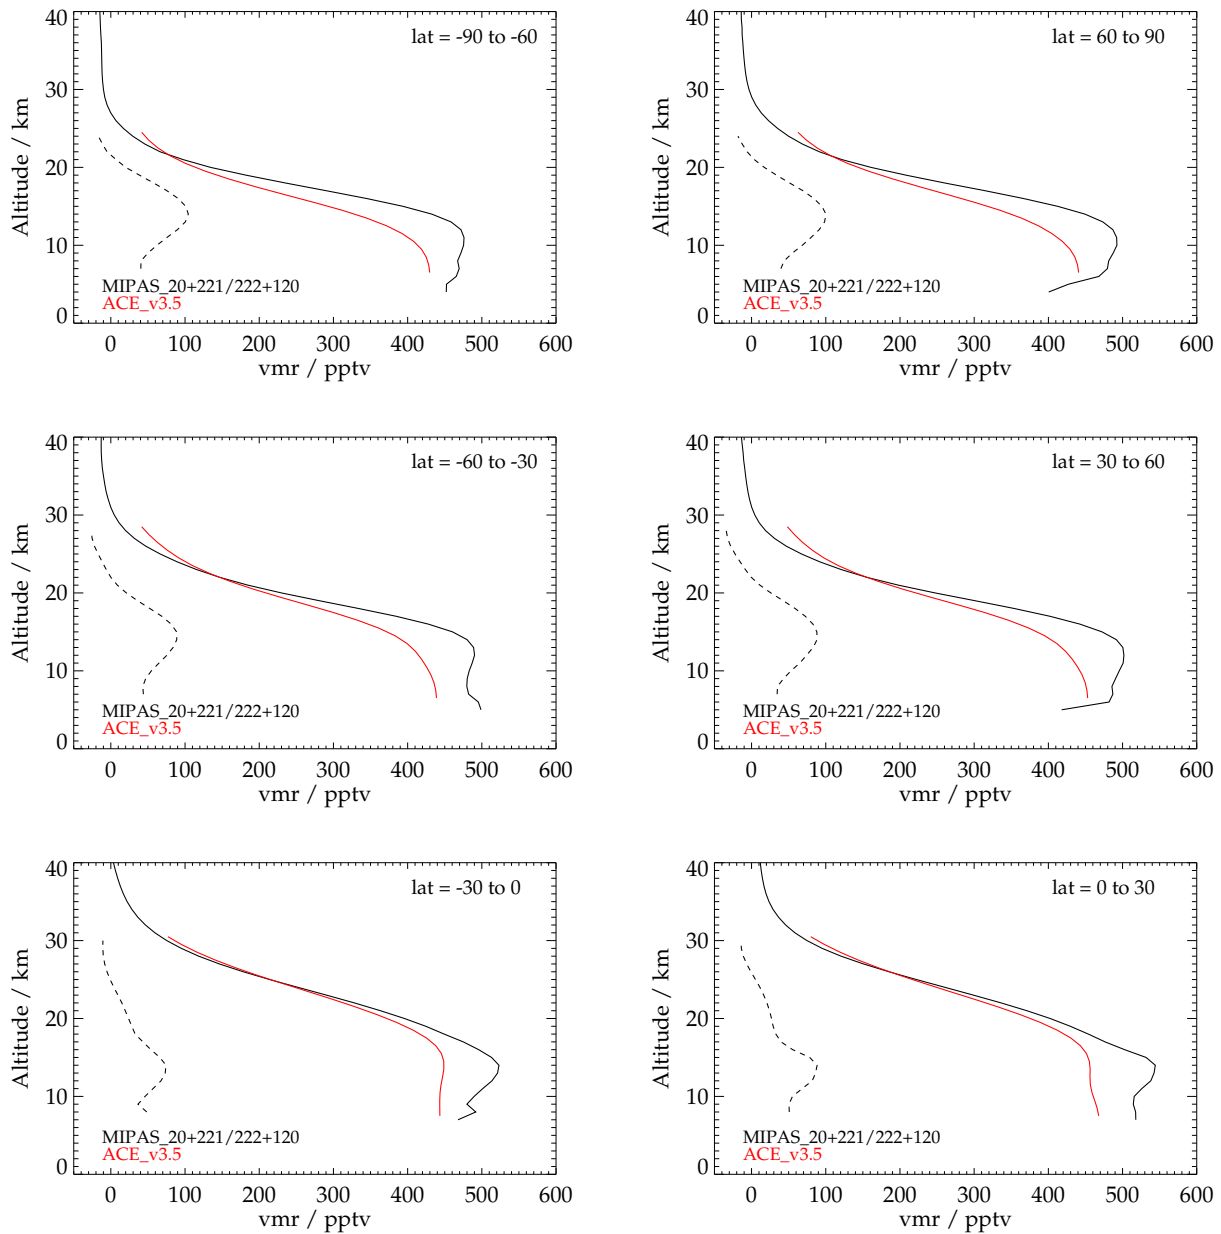 40
30
20
10
0
Altitude / km
lat = -90 to -60
MIPAS_20+221/222+120
ACE_v3.5
0 100 200 300 400 500 600
vmr / pptv
40
30
20
10
0
Altitude / km
lat = 60 to 90
MIPAS_20+221/222+120
ACE_v3.5
0 100 200 300 400 500 600
vmr / pptv
40
30
20
10
0
Altitude / km
lat = -60 to -30
MIPAS_20+221/222+120
ACE_v3.5
0 100 200 300 400 500 600
vmr / pptv
40
30
20
10
0
Altitude / km
lat = 30 to 60
MIPAS_20+221/222+120
ACE_v3.5
0 100 200 300 400 500 600
vmr / pptv
40
30
20
10
0
Altitude / km
lat = -30 to 0
MIPAS_20+221/222+120
ACE_v3.5
0 100 200 300 400 500 600
vmr / pptv
40
30
20
10
0
Altitude / km
lat = 0 to 30
MIPAS_20+221/222+120
ACE_v3.5
0 100 200 300 400 500 600
vmr / pptv